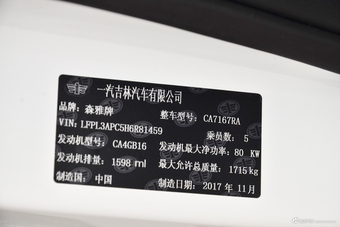 一汽吉林汽车有限公司
品牌: 森雅牌 整车型号: CA7167RA
VIN: LFPL3APC5H6R81459 乘员数: 5
发动机型号: CA4GB16 发动机最大净功率: 80 KW
发动机排量: 1598 ml 最大允许总质量: 1715 kg
制造国: 中国 制造日期: 2017 年 11月